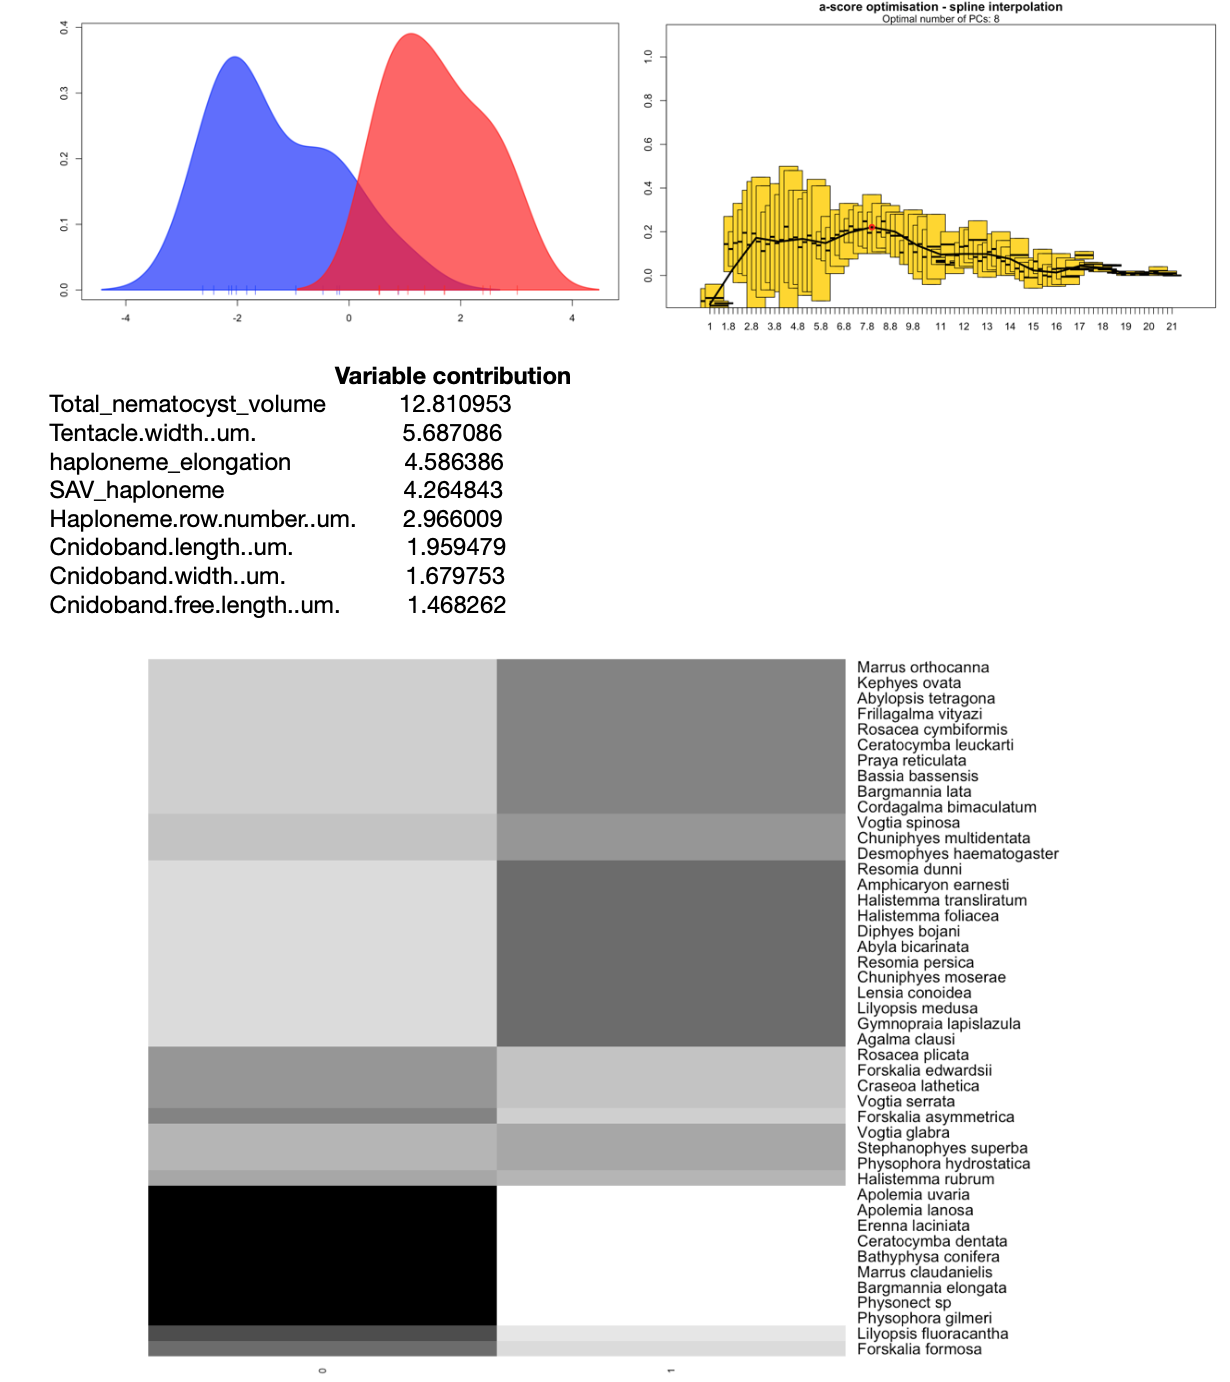 0.0
0.1
0.2
0.3
0.4
-4
-2
0
2
4
a-score optimisation - spline interpolation
Optimal number of PCs: 8
0.0
0.2
0.4
0.6
0.8
1.0
1 1.8 2.8 3.8 4.8 5.8 6.8 7.8 8.8 9.8 11 12 13 14 15 16 17 18 19 20 21
Variable contribution
Total_nematocyst_volume 12.810953
Tentacle.width..um. 5.687086
haploneme_elongation 4.586386
SAV_haploneme 4.264843
Haploneme.row.number..um. 2.966009
Cnidoband.length..um. 1.959479
Cnidoband.width..um. 1.679753
Cnidoband.free.length..um. 1.468262
Marrus orthocanna
Kephyes ovata
Abylopsis tetragona
Frillagalma vityazi
Rosacea cymbiformis
Ceratocymba leuckarti
Praya reticulata
Bassia bassensis
Bargmannia lata
Cordagalma bimaculatum
Vogtia spinosa
Chuniphyes multidentata
Desmophyes haematogaster
Resomia dunni
Amphicaryon earnesti
Halistemma transliratum
Halistemma foliacea
Diphyes bojani
Abyla bicarinata
Resomia persica
Chuniphyes moserae
Lensia conoidea
Lilyopsis medusa
Gymnopraia lapislazula
Agalma clausi
Rosacea plicata
Forskalia edwardsii
Craseoa lathetica
Vogtia serrata
Forskalia asymmetrica
Vogtia glabra
Stephanophyes superba
Physophora hydrostatica
Halistemma rubrum
Apolemia uvaria
Apolemia lanosa
Erenna laciniata
Ceratocymba dentata
Bathyphysa conifera
Marrus claudanielis
Bargmannia elongata
Physonect sp
Physophora gilmeri
Lilyopsis fluoracantha
Forskalia formosa
0
1